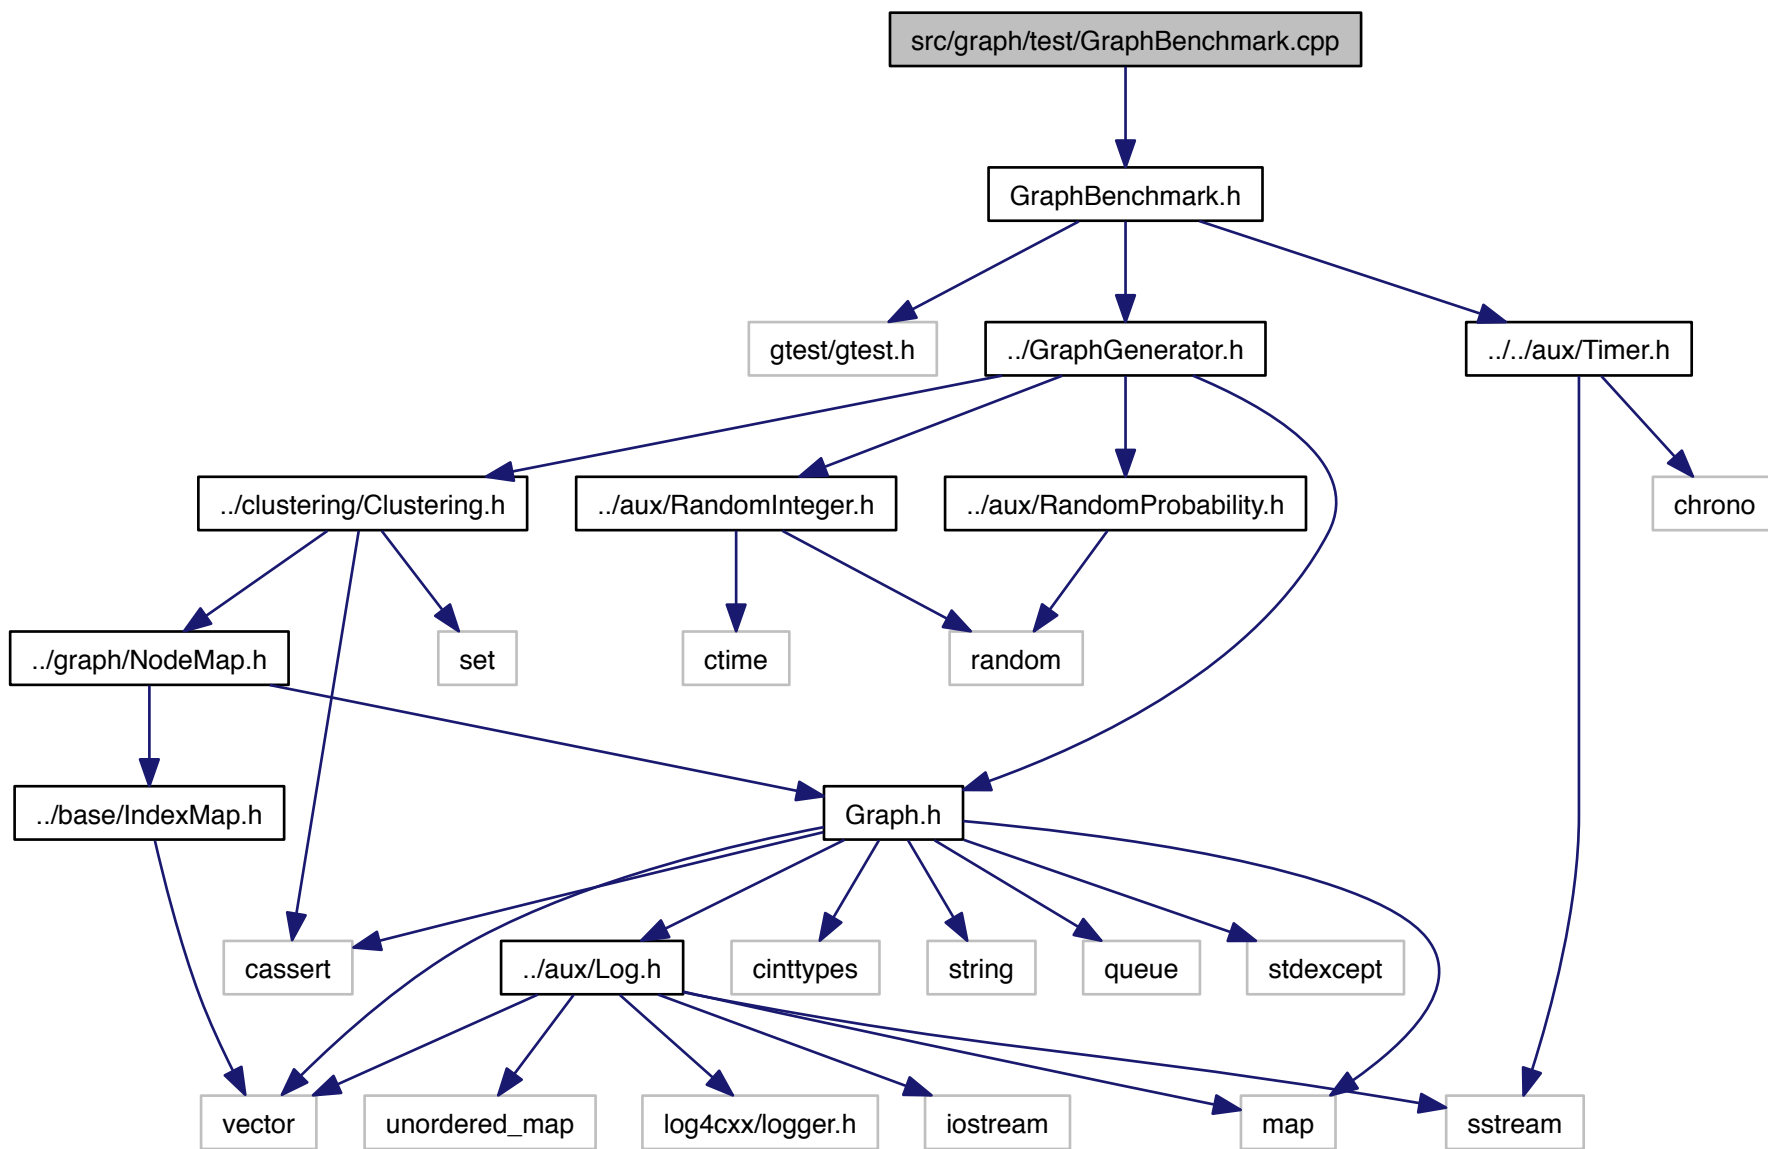 src/graph/test/GraphBenchmark.cpp
GraphBenchmark.h
gtest/gtest.h
../GraphGenerator.h
../../aux/Timer.h
../clustering/Clustering.h
../aux/RandomInteger.h
../aux/RandomProbability.h
chrono
../graph/NodeMap.h
set
ctime
random
../base/IndexMap.h
Graph.h
cassert
../aux/Log.h
cinttypes
string
queue
stdexcept
vector
unordered_map
log4cxx/logger.h
iostream
map
sstream